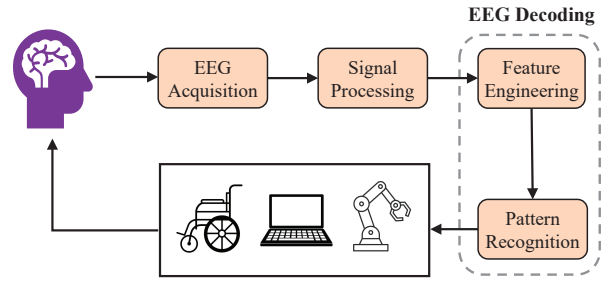 EEG Decoding
EEG
Acquisition
Signal
Processing
Feature
Engineering
Pattern
Recognition